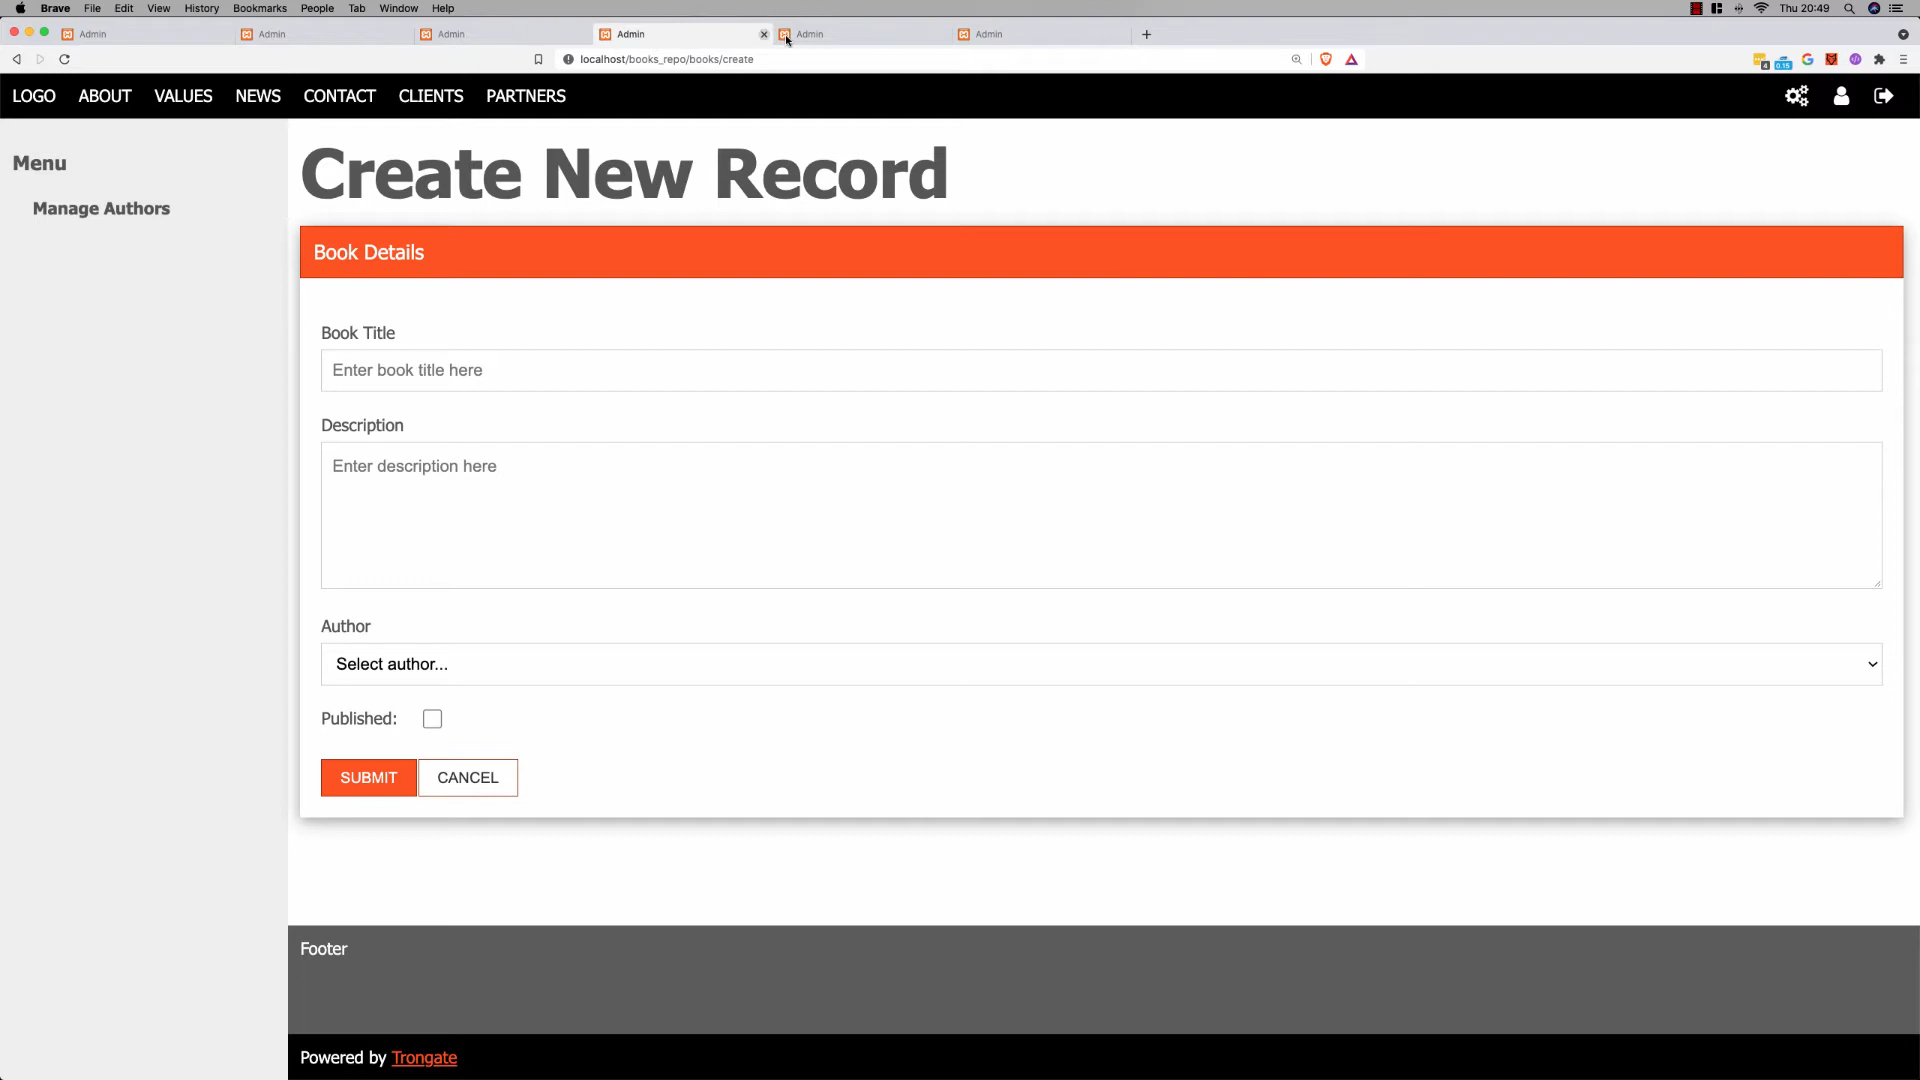 Brave File Edit View History Bookmarks People Tab Window Help Thu 20:49
Admin Admin Admin Admin Admin Admin
localhost/books_repo/books/create
LOGO ABOUT VALUES NEWS CONTACT CLIENTS PARTNERS
Menu
Manage Authors
Create New Record
Book Details
Book Title
Enter book title here
Description
Enter description here
Author
Select author...
Published:
SUBMIT CANCEL
Footer
Powered by Trongate